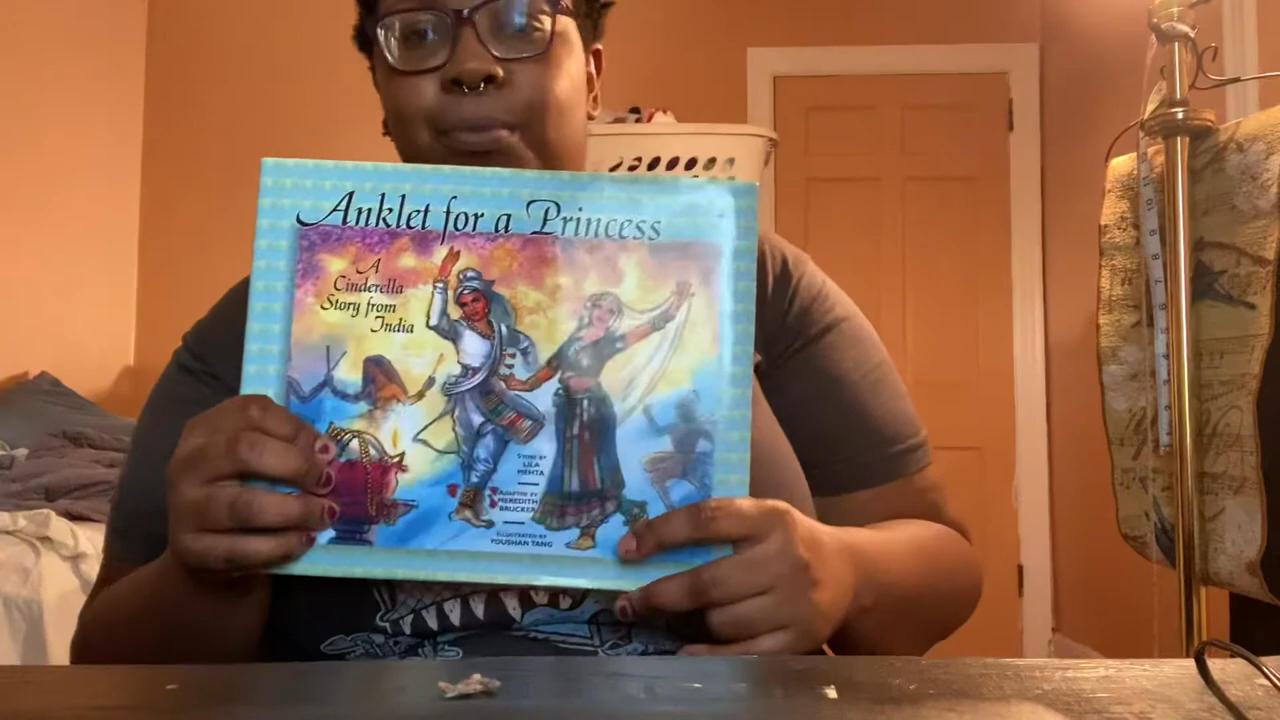 Anklet for a Princess
A
Cinderella
Story from
India
STORY BY
LILA
MEHTA
ADAPTED BY
MEREDITH
BRUCKER
ILLUSTRATED BY
YOUSHAN TANG